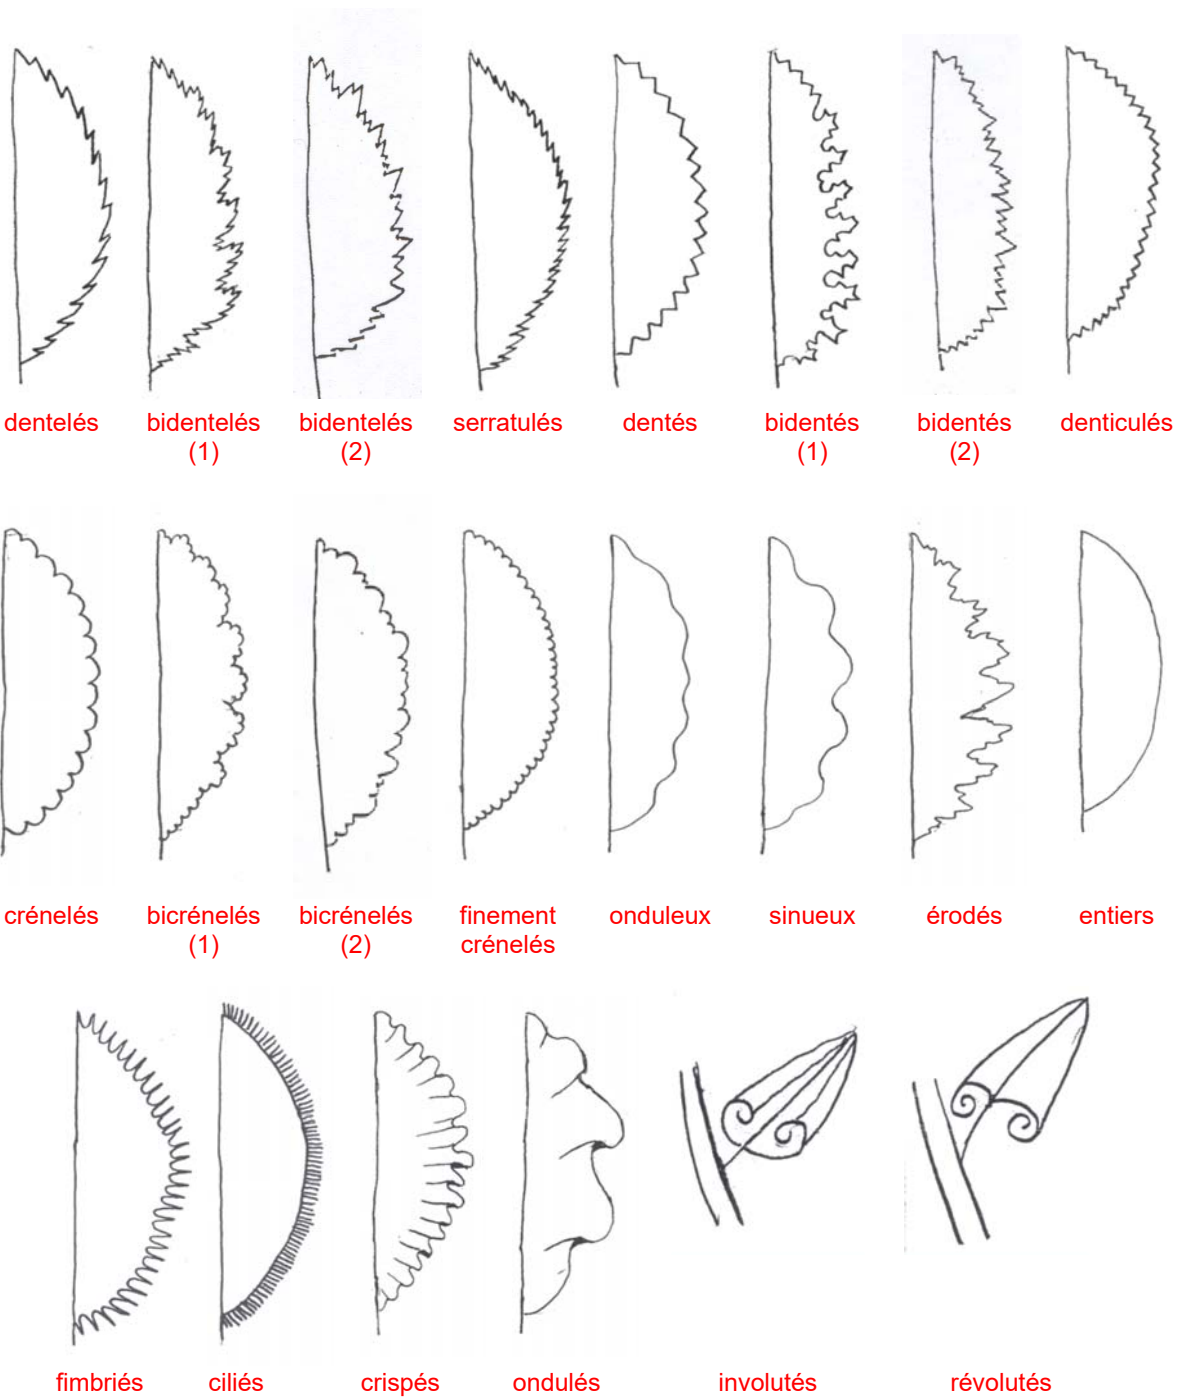 dentelés bidentelés bidentelés serratulés dentés bidentés bidentés denticulés
(1) (2) (1) (2)
crénelés bicrénelés bicrénelés finement onduleux sinueux érodés entiers
(1) (2) crénelés
fimbriés ciliés crispés ondulés involutés révolutés